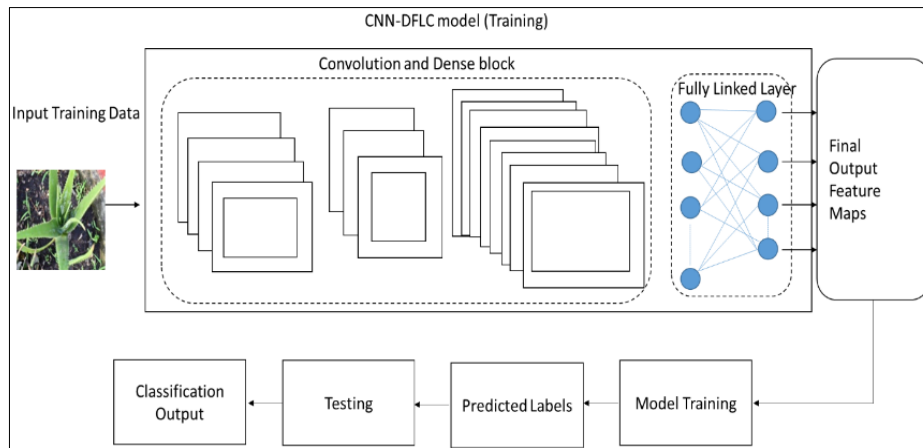 CNN-DFLC model (Training)
Convolution and Dense block
Input Training Data
Fully Linked Layer
Final
Output
Feature
Maps
Classification
Output
Testing
Predicted Labels
Model Training